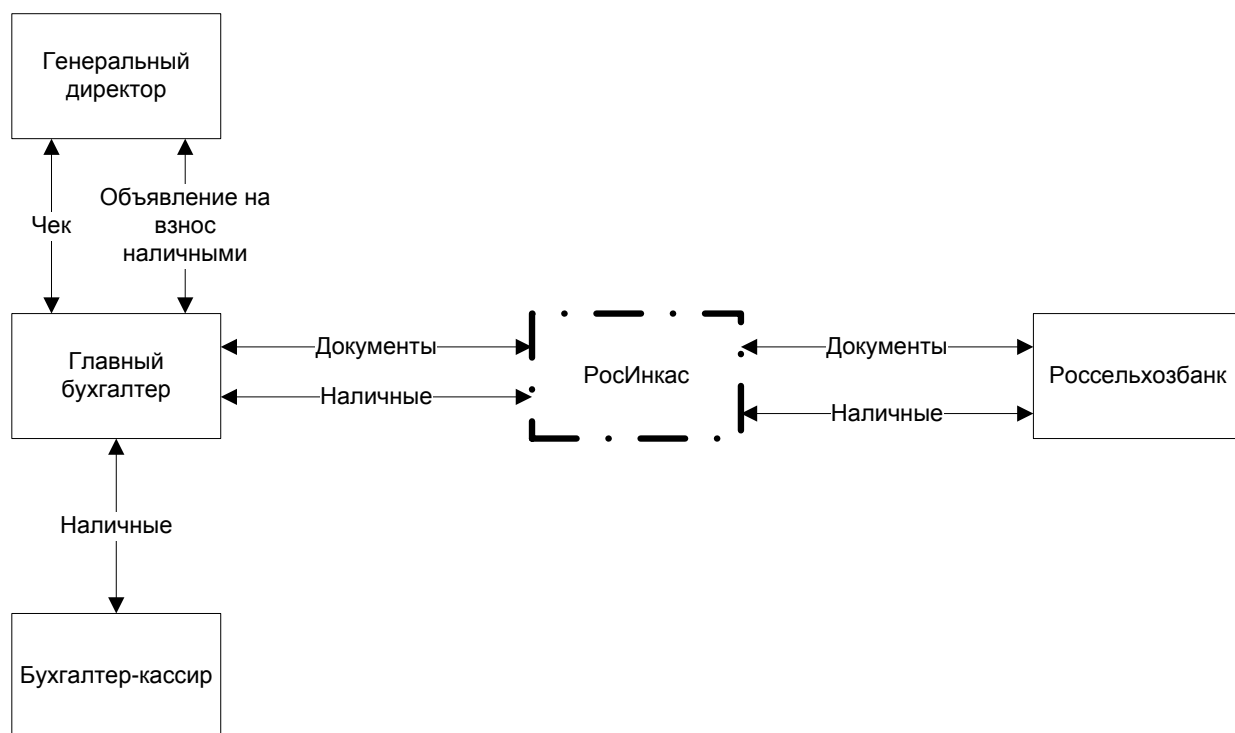 Генеральный
директор
Чек
Объявление на
взнос
наличными
Главный
бухгалтер
Документы
Наличные
РосИнкас
Документы
Наличные
Россельхозбанк
Наличные
Бухгалтер-кассир